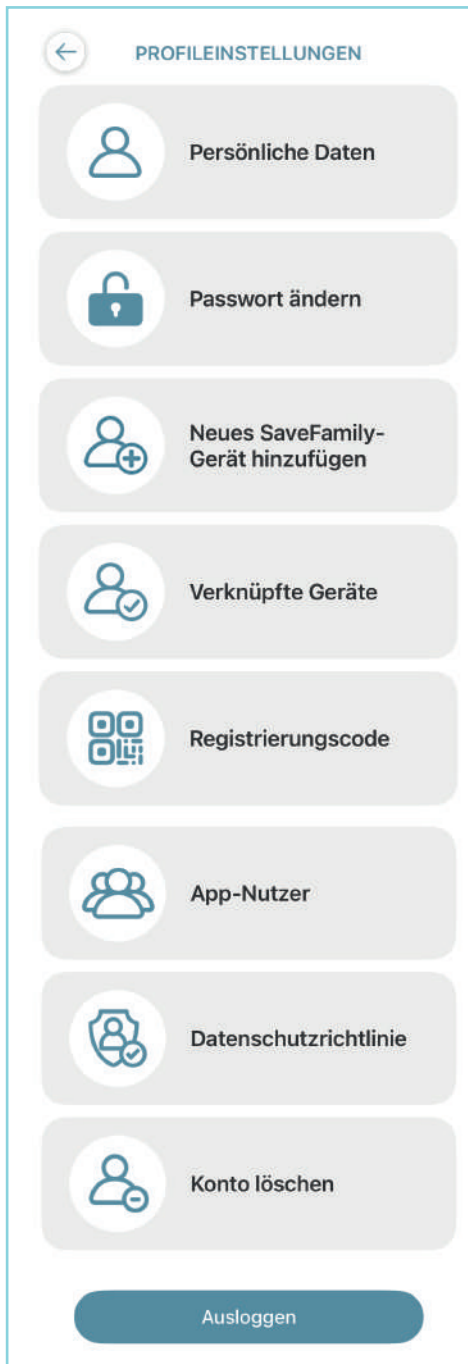 PROFILEINSTELLUNGEN
Persönliche Daten
Passwort ändern
Neues SaveFamily-
Gerät hinzufügen
Verknüpfte Geräte
Registrierungscode
App-Nutzer
Datenschutzrichtlinie
Konto löschen
Ausloggen